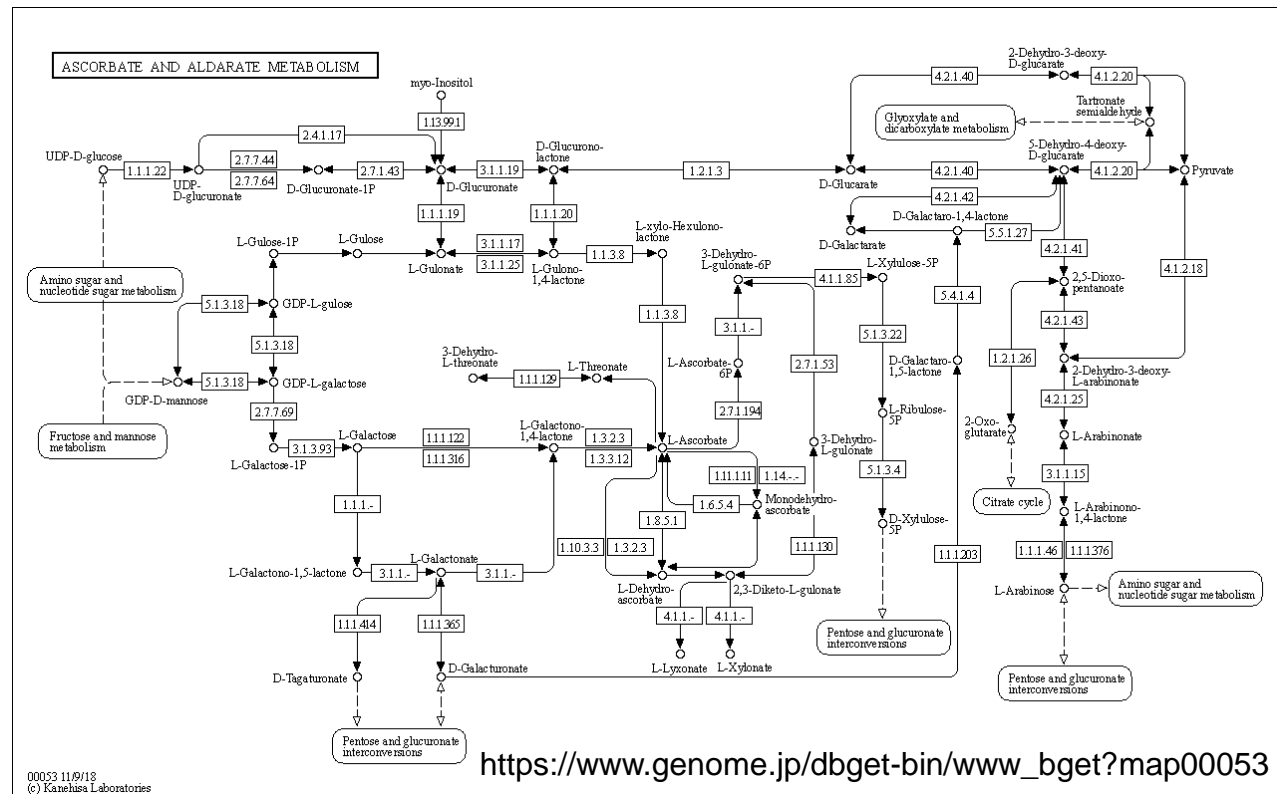 ASCORBATE AND ALDARATE METABOLISM
myo-Inositol
1.13.99.1
2-Dehydro-3-deoxy-
D-glucarate
4.2.1.40
4.1.2.20
Tartronate
semialdehyde
Glyoxylate and
dicarboxylate metabolism
2.4.1.17
UDP-D-glucose
1.1.1.22
UDP-
D-glucuronate
2.7.7.44
2.7.7.64
D-Glucuronate-1P
2.7.1.43
D-Glucuronate
3.1.1.19
D-Glucurono-
lactone
1.2.1.3
D-Glucarate
4.2.1.40
5-Dehydro-4-deoxy-
D-glucarate
4.1.2.20
Pyruvate
1.1.1.19
1.1.1.20
4.2.1.42
D-Galactaro-1,4-lactone
D-Galactarate
5.5.1.27
L-Gulose-1P
L-Gulose
L-Gulonate
3.1.1.17
3.1.1.25
L-Gulono-
1,4-lactone
1.1.3.8
L-xylo-Hexulono-
lactone
3-Dehydro-
L-gulonate-6P
4.1.1.85
L-Xylulose-5P
4.2.1.41
4.1.2.18
Amino sugar and
nucleotide sugar metabolism
5.1.3.18
GDP-L-gulose
2,5-Dioxo-
pentanoate
5.4.1.4
1.1.3.8
3.1.1.-
5.1.3.22
4.2.1.43
5.1.3.18
3-Dehydro-
L-threonate
L-Threonate
1.1.1.129
L-Ascorbate-
6P
2.7.1.53
D-Galactaro-
1,5-lactone
1.2.1.26
2-Dehydro-3-deoxy-
L-arabinonate
5.1.3.18
GDP-L-galactose
GDP-D-mannose
2.7.7.69
2.7.1.194
L-Ribulose-
5P
4.2.1.25
Fructose and mannose
metabolism
3.1.3.93
L-Galactose-1P
L-Galactose
1.1.1.122
1.1.1.316
L-Galactono-
1,4-lactone
1.3.2.3
1.3.3.12
L-Ascorbate
3-Dehydro-
L-gulonate
2-Oxo-
glutarate
L-Arabinonate
1.11.1.11
1.14.-.-
5.1.3.4
3.1.1.15
1.1.1.-
1.6.5.4
Monodehydro-
ascorbate
Citrate cycle
1.8.5.1
D-Xylulose-
5P
L-Arabinono-
1,4-lactone
1.10.3.3
1.3.2.3
1.1.1.130
1.1.1.203
1.1.1.46
1.1.1.376
L-Galactono-1,5-lactone
3.1.1.-
L-Galactonate
3.1.1.-
L-Dehydro-
ascorbate
2,3-Diketo-L-gulonate
L-Arabinose
Amino sugar and
nucleotide sugar metabolism
4.1.1.-
4.1.1.-
1.1.1.414
1.1.1.365
Pentose and glucuronate
interconversions
L-Lyxonate
L-Xylonate
D-Tagaturonate
D-Galacturonate
Pentose and glucuronate
interconversions
Pentose and glucuronate
interconversions
https://www.genome.jp/dbget-bin/www_bget?map00053
00053 11/9/18
(c) Kanehisa Laboratories